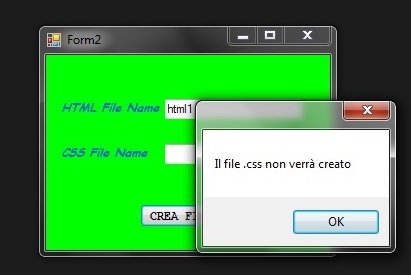 Form2
HTML File Name html1
Il file .css non verrà creato
CSS File Name
CREA FI
OK